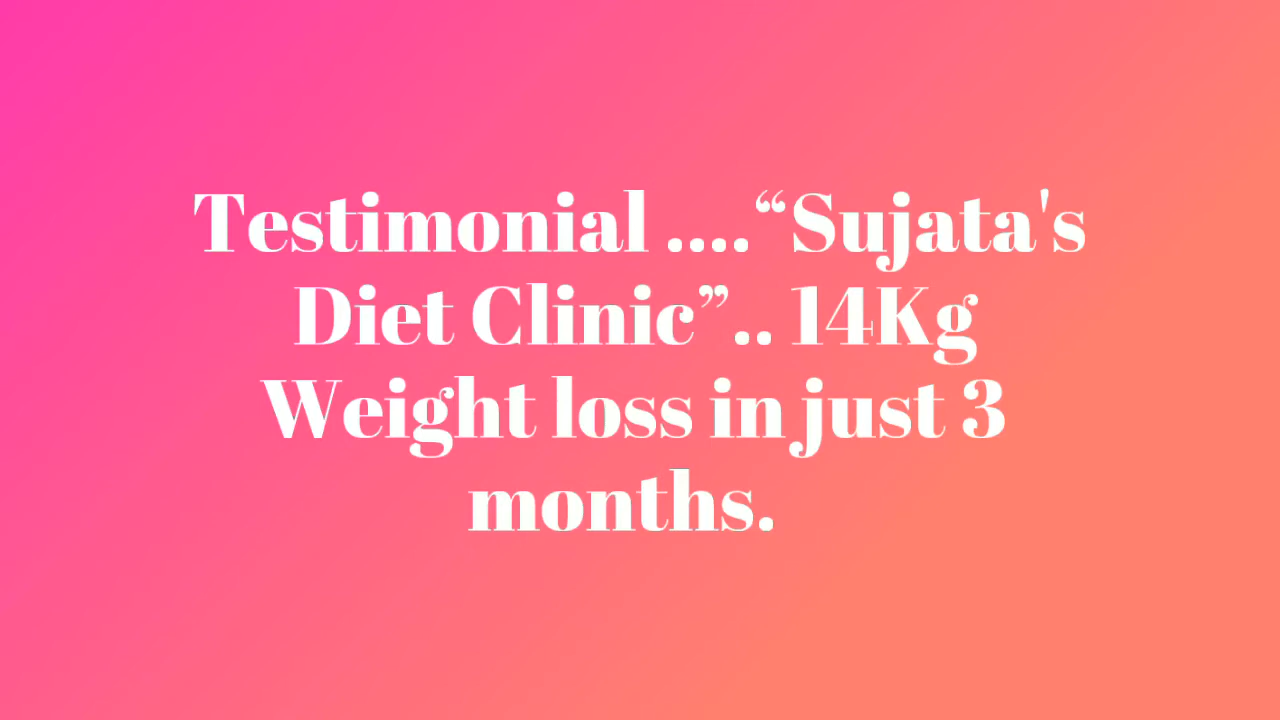 Testimonial ....“Sujata's
Diet Clinic”.. 14Kg
Weight loss in just 3
months.